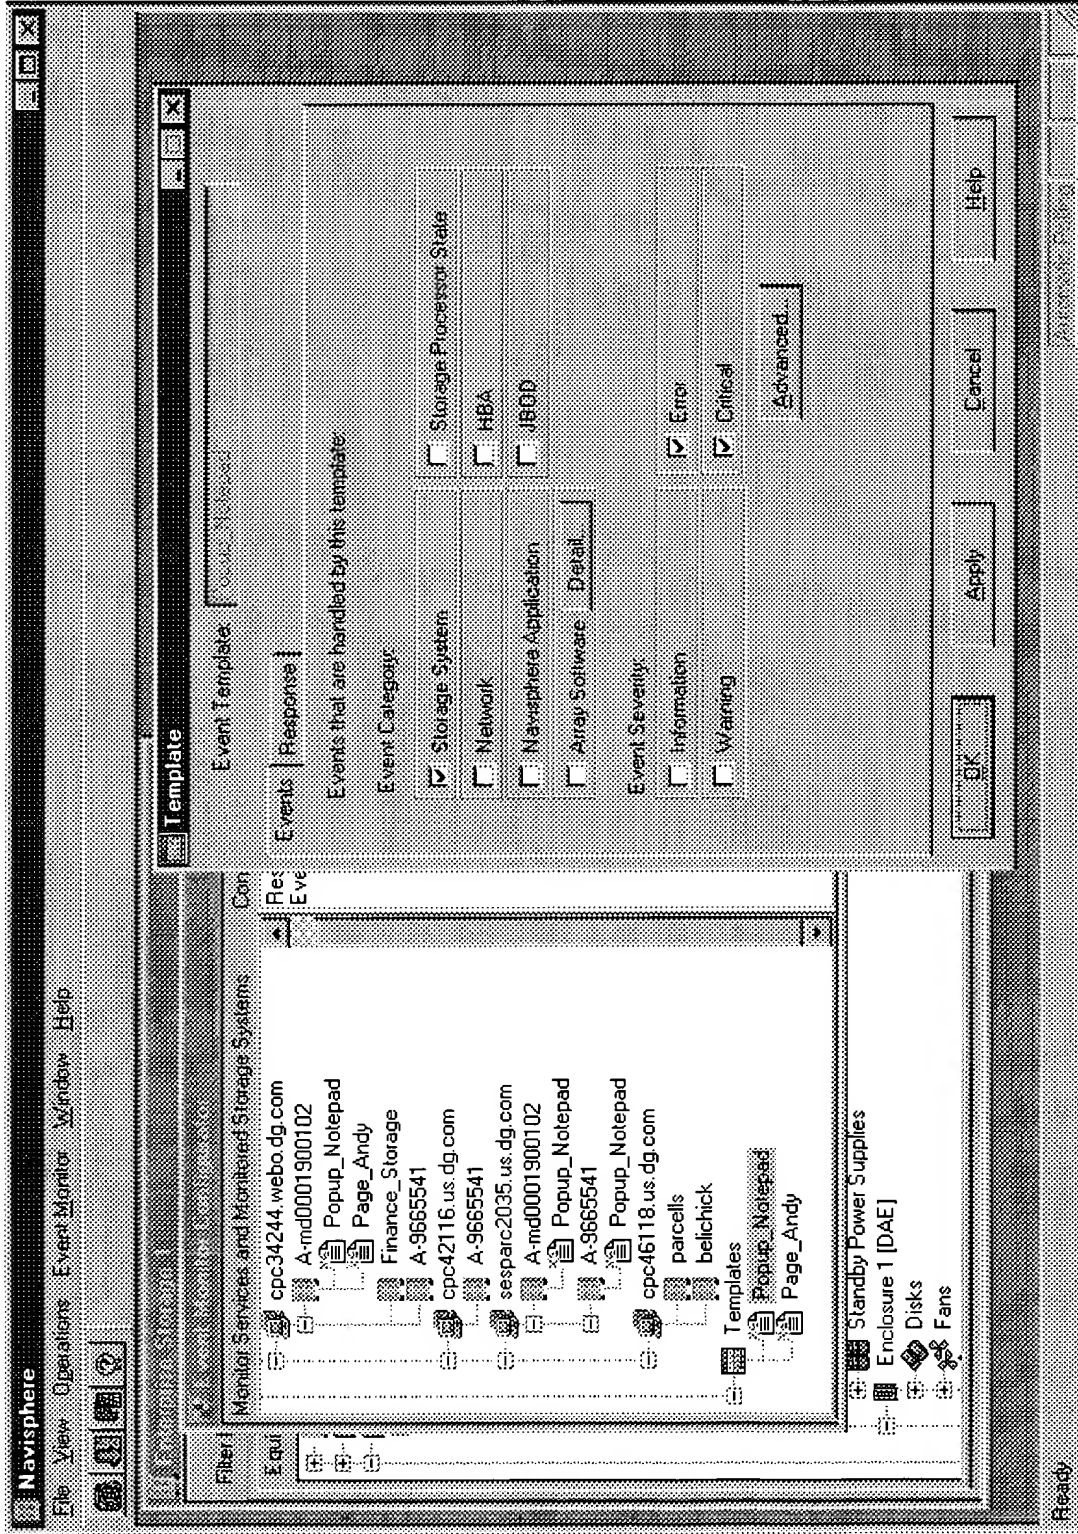 Navisphere
File View Operations Event Monitor Window Help
Filter
Equi
Monitor Services and Monitored Storage Systems
Con
cpc34244.webo.dg.com
A-md0001900102
Popup_Notepad
Page_Andy
Finance_Storage
A-9665541
cpc42116.us.dg.com
A-9665541
sesparc2035.us.dg.com
A-md0001900102
Popup_Notepad
A-9665541
Popup_Notepad
cpc46118.us.dg.com
parcells
belichick
Templates
Popup_Notepad
Page_Andy
Res
Eve
Standby Power Supplies
Enclosure 1 [DAE]
Disks
Fans
Template
Event Template: Popup_Notepad
Events Response
Events that are handled by this template:
Event Category:
Storage System Storage Processor State
Network HBA
Navisphere Application JBOD
Array Software Detail...
Event Severity:
Information Error
Warning Critical
Advanced...
OK Apply Cancel Help
Ready
Automatic Polling